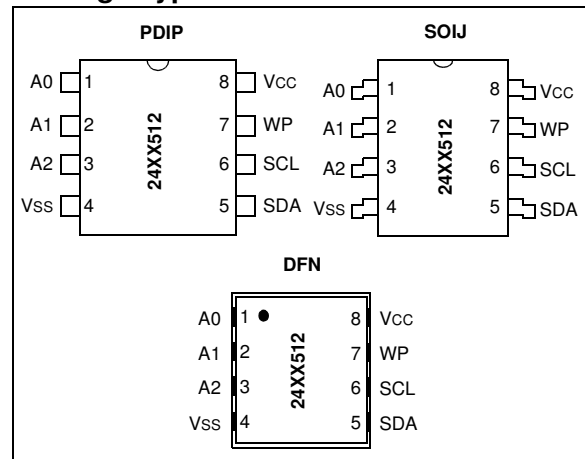 PDIP
A0 1 8 VCC
A1 2 7 WP
A2 3 6 SCL
VSS 4 5 SDA
24XX512
SOIJ
A0 1 8 VCC
A1 2 7 WP
A2 3 6 SCL
VSS 4 5 SDA
24XX512
DFN
A0 1 8 VCC
A1 2 7 WP
A2 3 6 SCL
VSS 4 5 SDA
24XX512